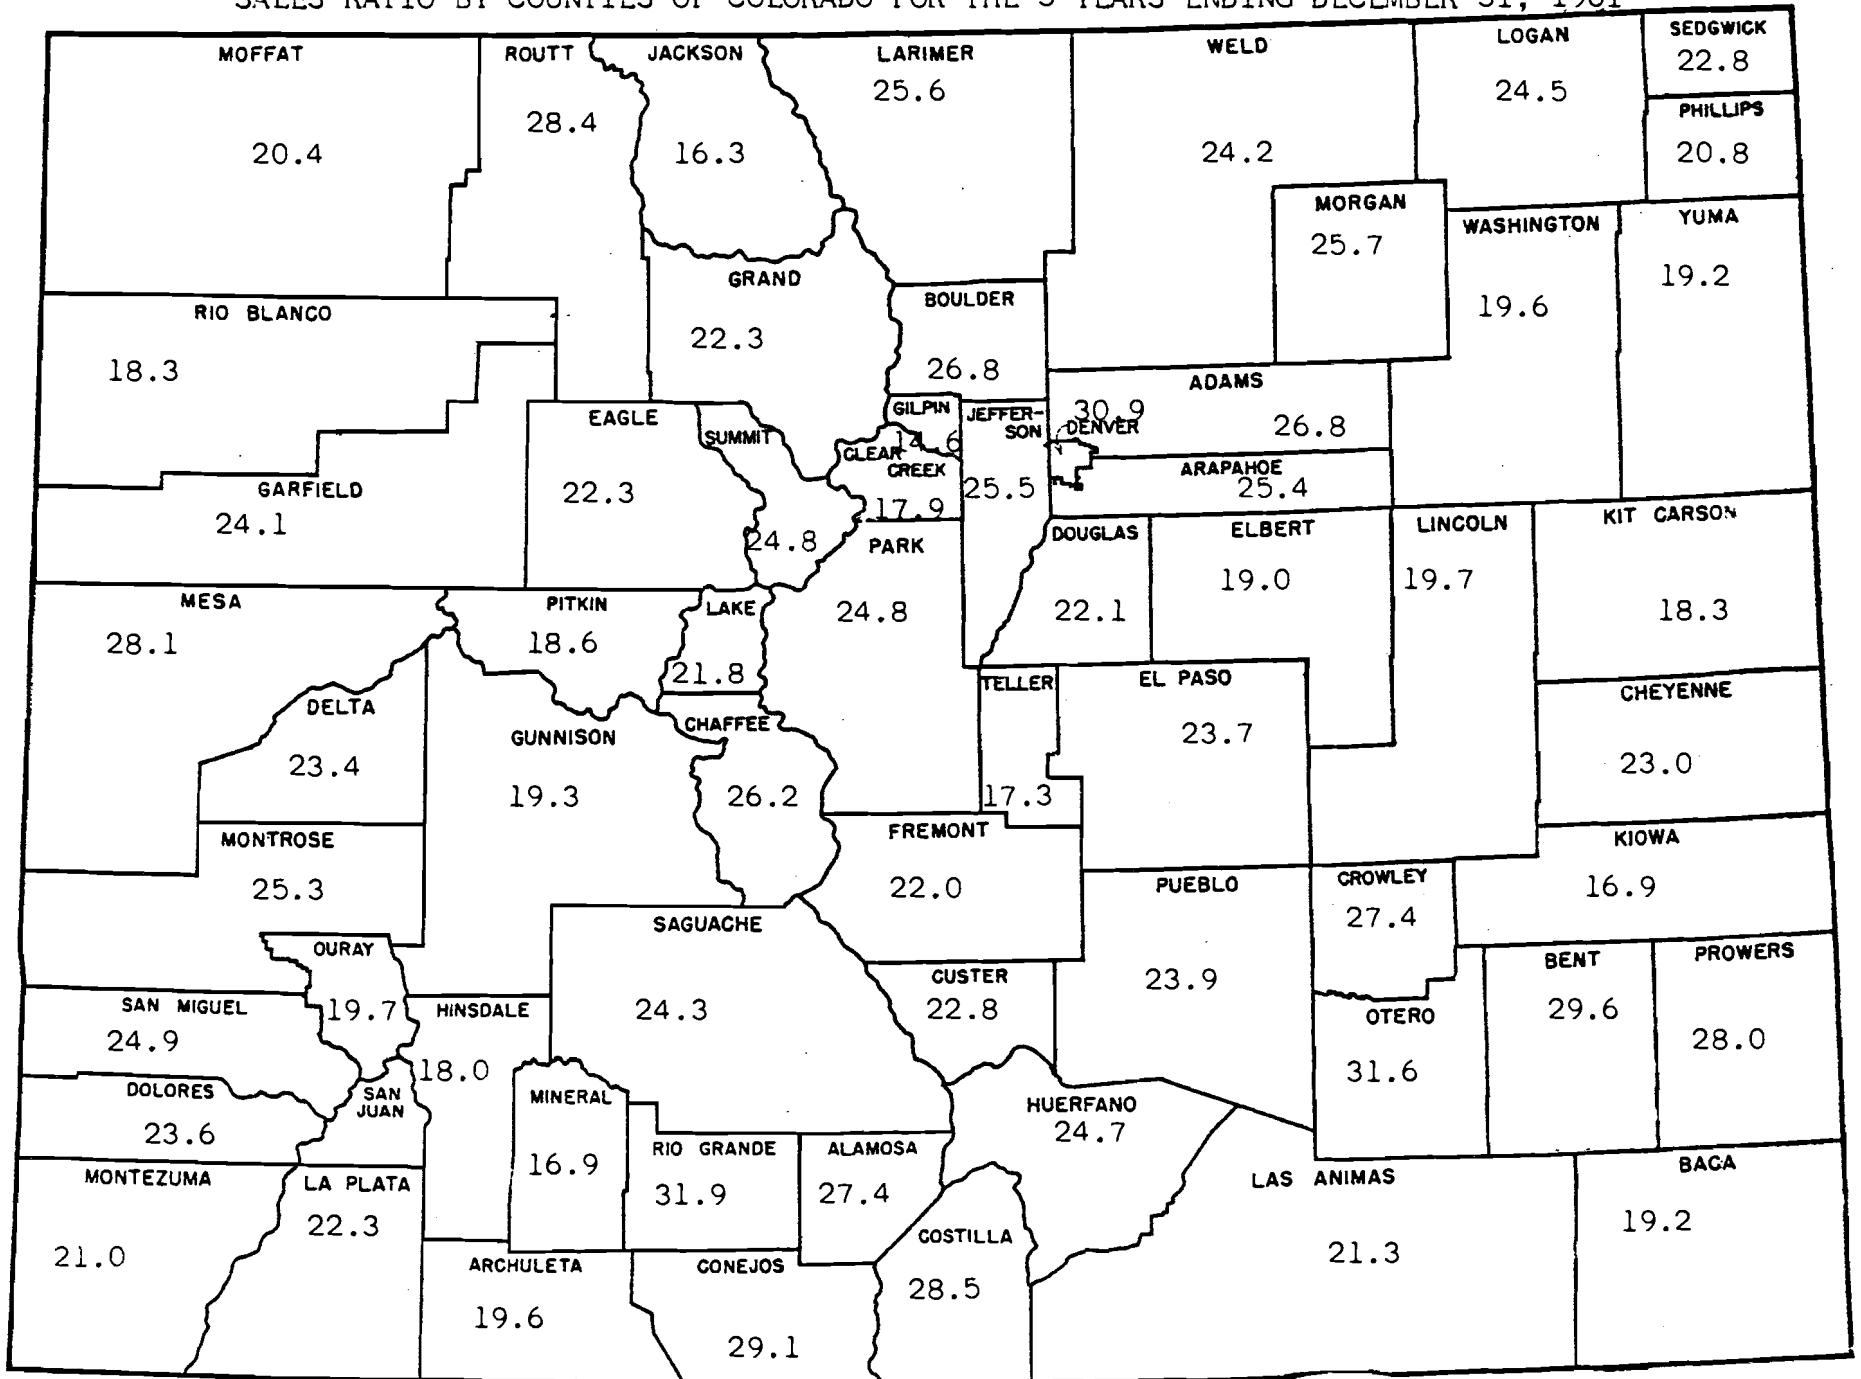 SALES RATIO BY COUNTIES OF COLORADO FOR THE 5 YEARS ENDING DECEMBER 31, 1961
MOFFAT
20.4
ROUTT
28.4
JACKSON
16.3
LARIMER
25.6
WELD
24.2
LOGAN
24.5
SEDGWICK
22.8
PHILLIPS
20.8
MORGAN
25.7
WASHINGTON
19.6
YUMA
19.2
RIO BLANCO
18.3
GRAND
22.3
BOULDER
26.8
GILPIN
14.6
JEFFER-
SON
25.5
ADAMS
26.8
30.9
DENVER
ARAPAHOE
25.4
GARFIELD
24.1
EAGLE
22.3
SUMMIT
24.8
CLEAR
CREEK
17.9
PARK
24.8
DOUGLAS
22.1
ELBERT
19.0
LINCOLN
19.7
KIT CARSON
18.3
MESA
28.1
PITKIN
18.6
LAKE
21.8
DELTA
23.4
GUNNISON
19.3
CHAFFEE
26.2
TELLER
17.3
EL PASO
23.7
CHEYENNE
23.0
MONTROSE
25.3
FREMONT
22.0
PUEBLO
23.9
CROWLEY
27.4
KIOWA
16.9
OURAY
19.7
SAGUACHE
24.3
CUSTER
22.8
OTERO
31.6
BENT
29.6
PROWERS
28.0
SAN MIGUEL
24.9
HINSDALE
18.0
DOLORES
23.6
SAN
JUAN
MINERAL
16.9
RIO GRANDE
31.9
ALAMOSA
27.4
HUERFANO
24.7
MONTEZUMA
21.0
LA PLATA
22.3
ARCHULETA
19.6
CONEJOS
29.1
COSTILLA
28.5
LAS ANIMAS
21.3
BACA
19.2